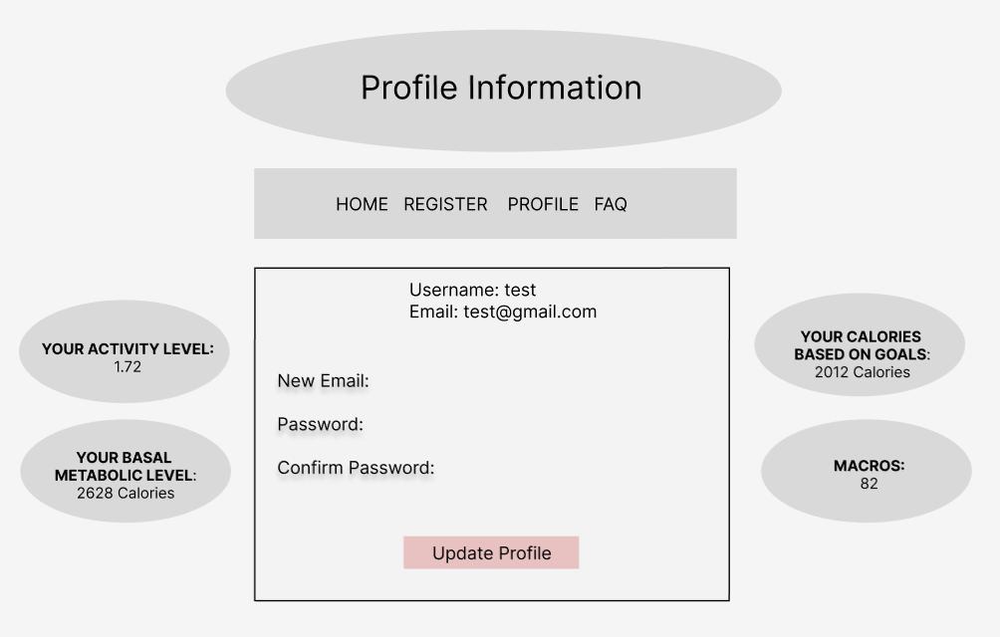 Profile Information
HOME REGISTER PROFILE FAQ
Username: test
Email: test@gmail.com
YOUR ACTIVITY LEVEL:
1.72
YOUR BASAL
METABOLIC LEVEL:
2628 Calories
New Email:
Password:
Confirm Password:
Update Profile
YOUR CALORIES
BASED ON GOALS:
2012 Calories
MACROS:
82